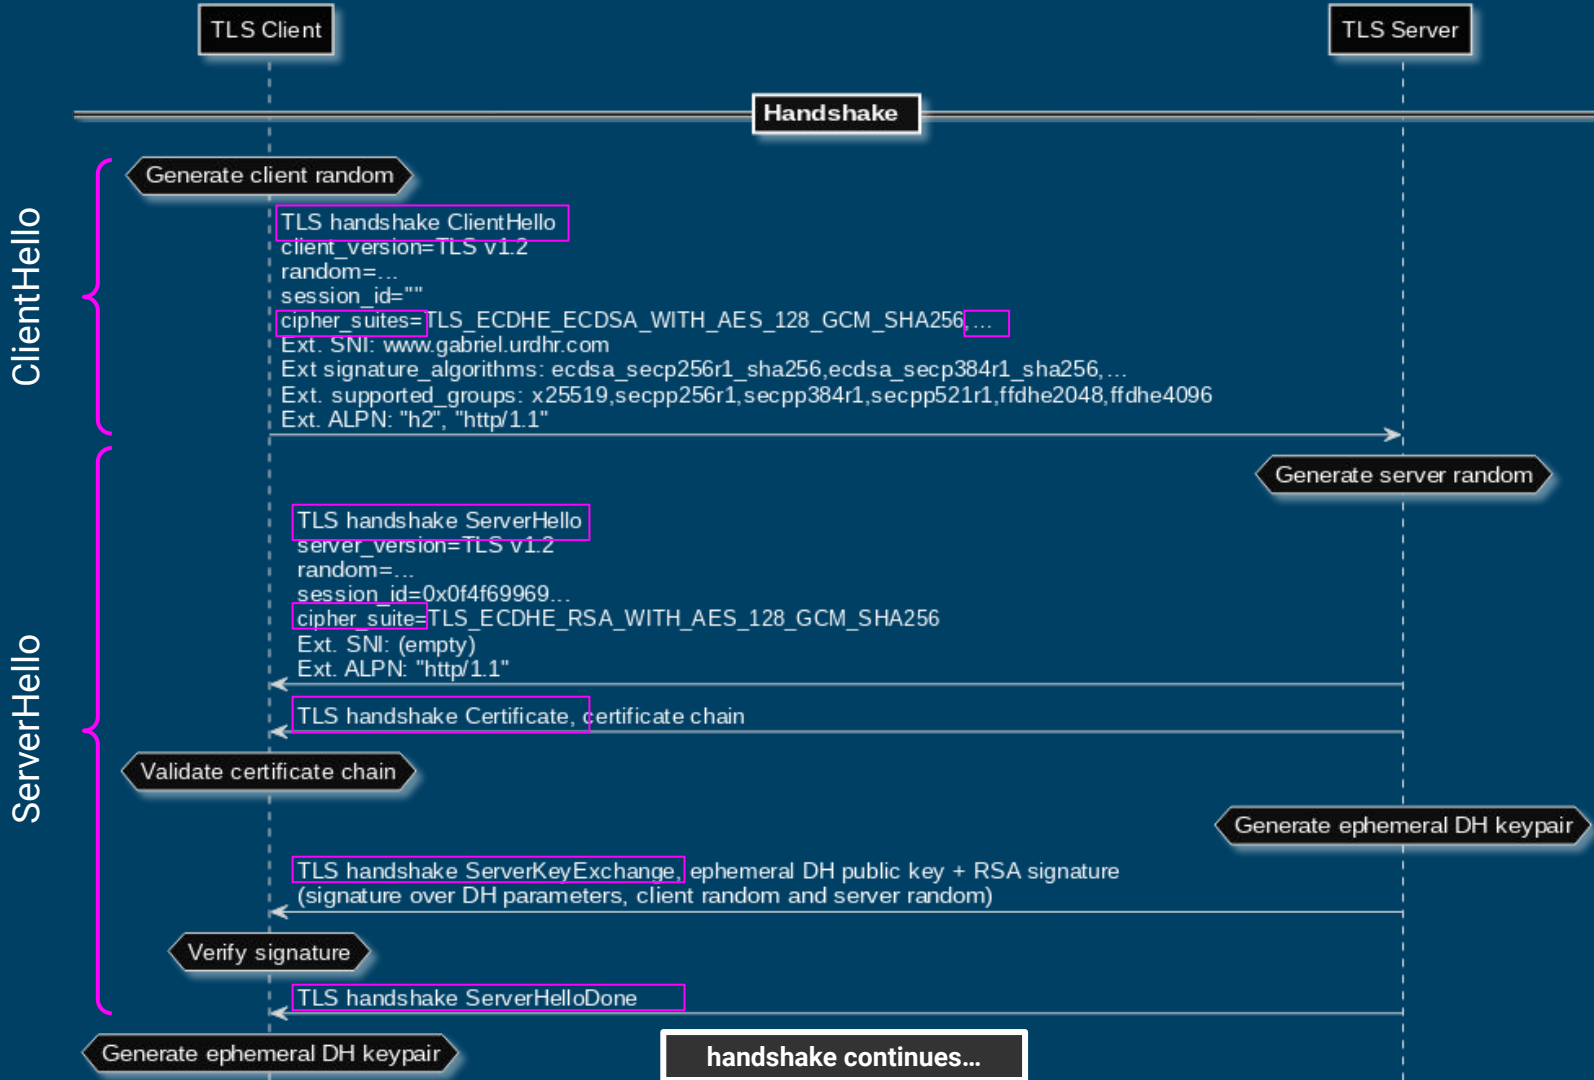 TLS Client
TLS Server
Handshake
ClientHello
Generate client random
TLS handshake ClientHello
client_version=TLS v1.2
random=...
session_id=""
cipher_suites=TLS_ECDHE_ECDSA_WITH_AES_128_GCM_SHA256,...
Ext. SNI: www.gabriel.urdhr.com
Ext signature_algorithms: ecdsa_secp256r1_sha256,ecdsa_secp384r1_sha256,...
Ext. supported_groups: x25519,secpp256r1,secpp384r1,secpp521r1,ffdhe2048,ffdhe4096
Ext. ALPN: "h2", "http/1.1"
Generate server random
ServerHello
TLS handshake ServerHello
server_version=TLS v1.2
random=...
session_id=0x0f4f69969...
cipher_suite=TLS_ECDHE_RSA_WITH_AES_128_GCM_SHA256
Ext. SNI: (empty)
Ext. ALPN: "http/1.1"
TLS handshake Certificate, certificate chain
Validate certificate chain
Generate ephemeral DH keypair
TLS handshake ServerKeyExchange, ephemeral DH public key + RSA signature
(signature over DH parameters, client random and server random)
Verify signature
TLS handshake ServerHelloDone
Generate ephemeral DH keypair
handshake continues...